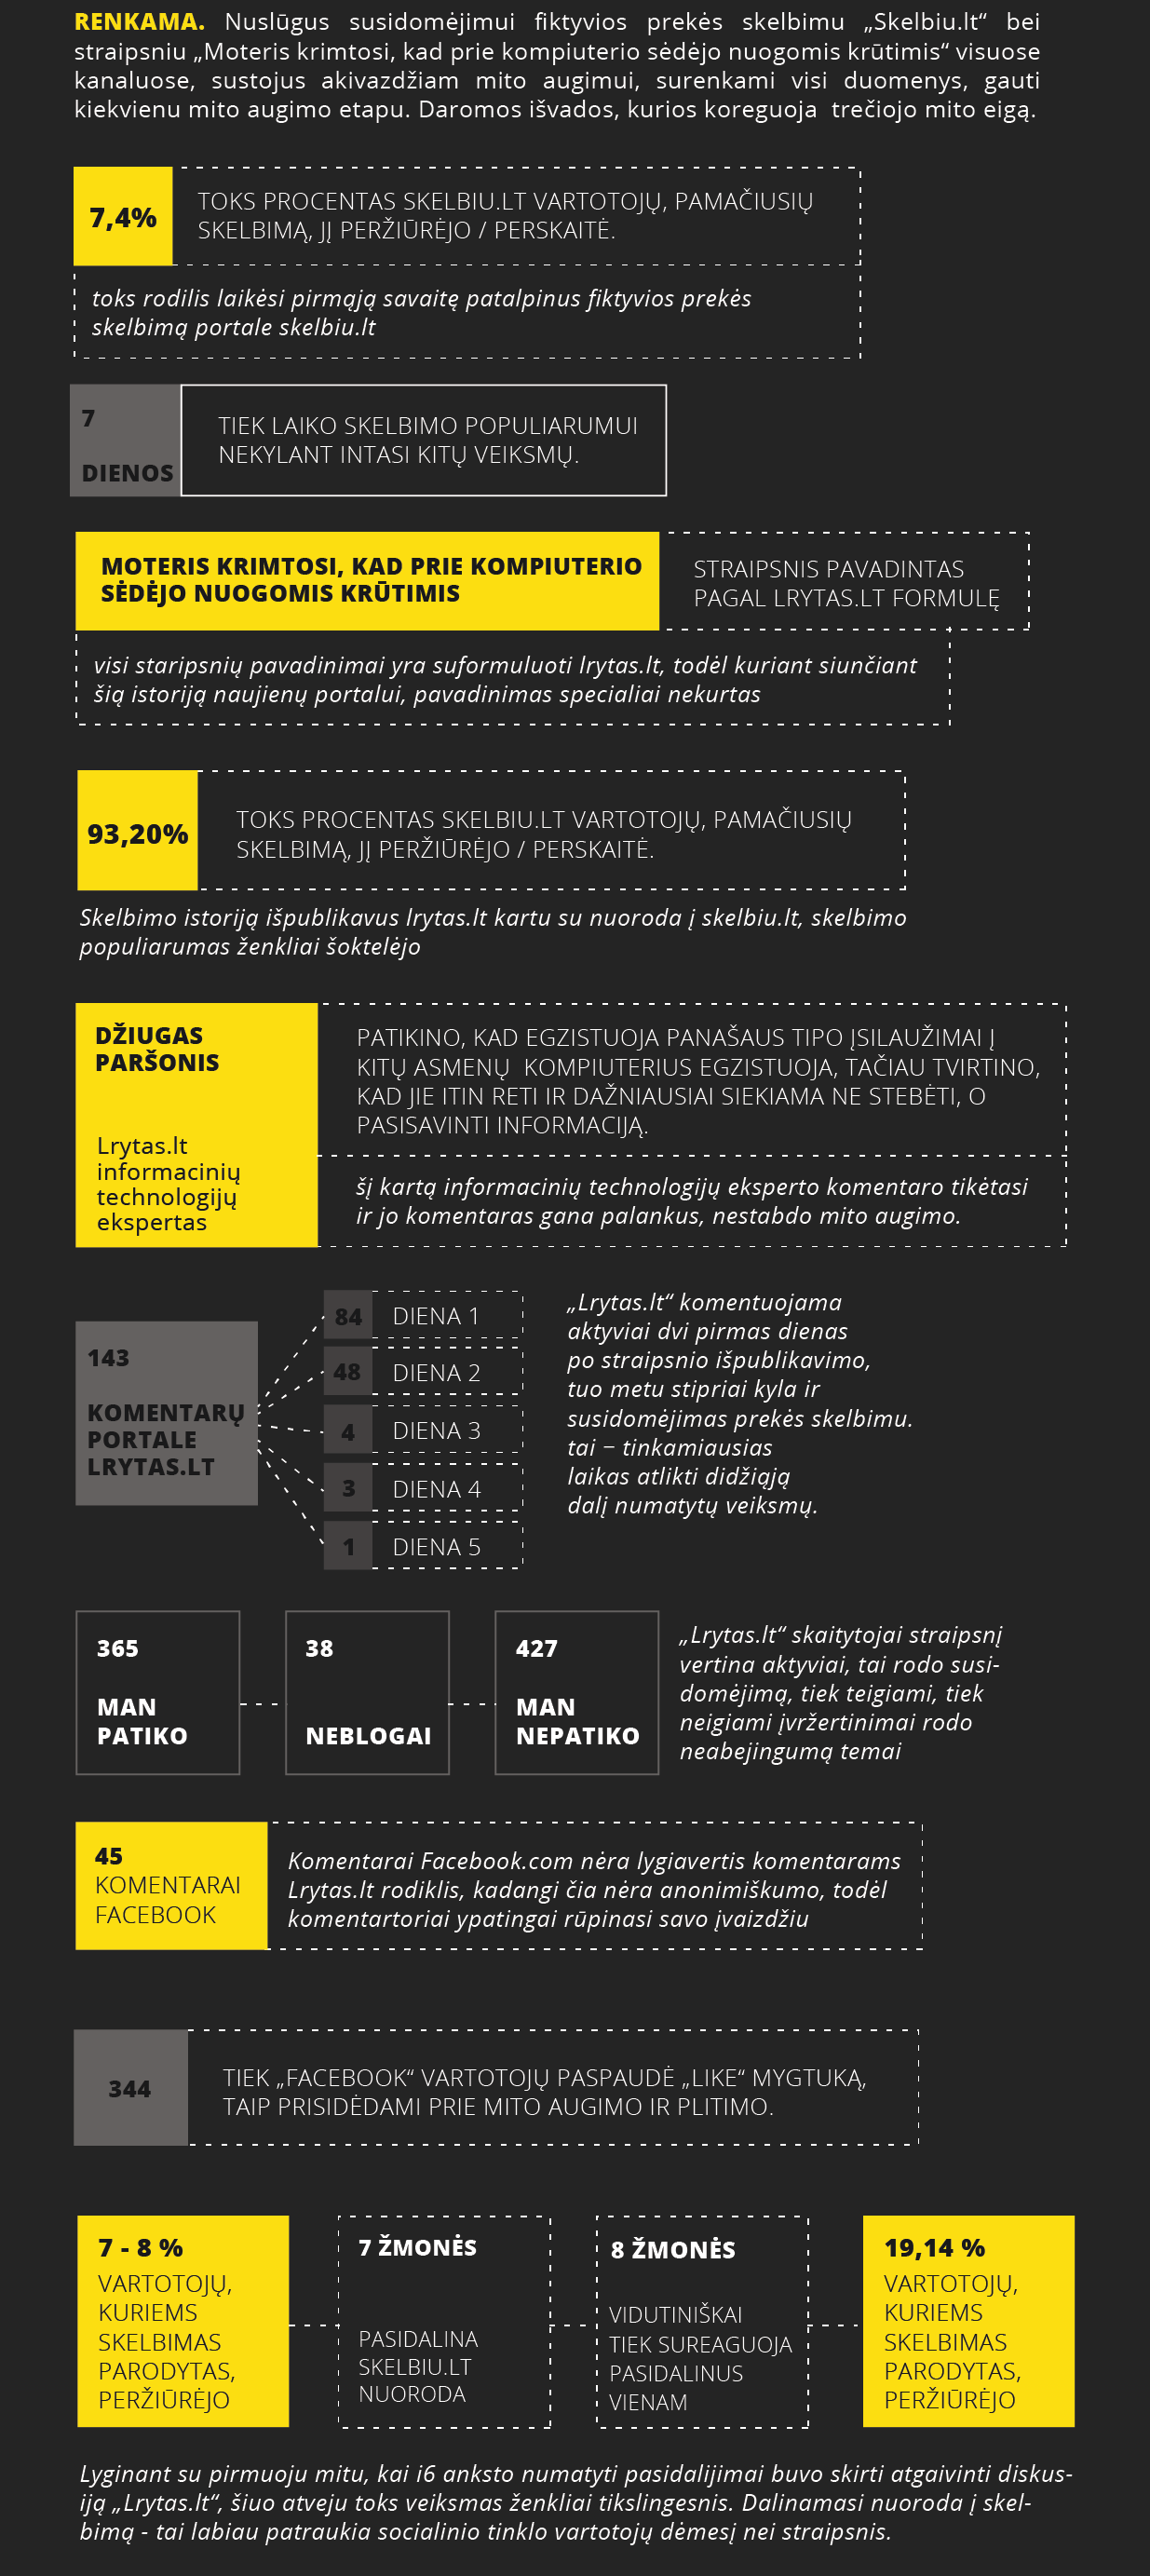 RENKAMA. Nuslūgus susidomėjimui fiktyvios prekės skelbimu „Skelbiu.lt“ bei
straipsniu „Moteris krimtosi, kad prie kompiuterio sėdėjo nuogomis krūtimis“ visuose
kanaluose, sustojus akivazdžiam mito augimui, surenkami visi duomenys, gauti
kiekvienu mito augimo etapu. Daromos išvados, kurios koreguoja trečiojo mito eigą.
7,4%
TOKS PROCENTAS SKELBIU.LT VARTOTOJŲ, PAMAČIUSIŲ
SKELBIMĄ, JĮ PERŽIŪRĖJO / PERSKAITĖ.
toks rodilis laikėsi pirmąją savaitę patalpinus fiktyvios prekės
skelbimą portale skelbiu.lt
7
DIENOS
TIEK LAIKO SKELBIMO POPULIARUMUI
NEKYLANT INTASI KITŲ VEIKSMŲ.
MOTERIS KRIMTOSI, KAD PRIE KOMPIUTERIO
SĖDĖJO NUOGOMIS KRŪTIMIS
STRAIPSNIS PAVADINTAS
PAGAL LRYTAS.LT FORMULĘ
visi staripsnių pavadinimai yra suformuluoti lrytas.lt, todėl kuriant siunčiant
šią istoriją naujienų portalui, pavadinimas specialiai nekurtas
93,20%
TOKS PROCENTAS SKELBIU.LT VARTOTOJŲ, PAMAČIUSIŲ
SKELBIMĄ, JĮ PERŽIŪRĖJO / PERSKAITĖ.
Skelbimo istoriją išpublikavus lrytas.lt kartu su nuoroda į skelbiu.lt, skelbimo
populiarumas ženkliai šoktelėjo
DŽIUGAS
PARŠONIS
Lrytas.lt
informacinių
technologijų
ekspertas
PATIKINO, KAD EGZISTUOJA PANAŠAUS TIPO ĮSILAUŽIMAI Į
KITŲ ASMENŲ KOMPIUTERIUS EGZISTUOJA, TAČIAU TVIRTINO,
KAD JIE ITIN RETI IR DAŽNIAUSIAI SIEKIAMA NE STEBĖTI, O
PASISAVINTI INFORMACIJĄ.
šį kartą informacinių technologijų eksperto komentaro tikėtasi
ir jo komentaras gana palankus, nestabdo mito augimo.
143
KOMENTARŲ
PORTALE
LRYTAS.LT
84 DIENA 1
48 DIENA 2
4 DIENA 3
3 DIENA 4
1 DIENA 5
„Lrytas.lt“ komentuojama
aktyviai dvi pirmas dienas
po straipsnio išpublikavimo,
tuo metu stipriai kyla ir
susidomėjimas prekės skelbimu.
tai – tinkamiausias
laikas atlikti didžiąją
dalį numatytų veiksmų.
365
MAN
PATIKO
38
NEBLOGAI
427
MAN
NEPATIKO
„Lrytas.lt“ skaitytojai straipsnį
vertina aktyviai, tai rodo susi-
domėjimą, tiek teigiami, tiek
neigiami įvržertinimai rodo
neabejingumą temai
45
KOMENTARAI
FACEBOOK
Komentarai Facebook.com nėra lygiavertis komentarams
Lrytas.lt rodiklis, kadangi čia nėra anonimiškumo, todėl
komentartoriai ypatingai rūpinasi savo įvaizdžiu
344
TIEK „FACEBOOK“ VARTOTOJŲ PASPAUDĖ „LIKE“ MYGTUKĄ,
TAIP PRISIDĖDAMI PRIE MITO AUGIMO IR PLITIMO.
7 - 8 %
VARTOTOJŲ,
KURIEMS
SKELBIMAS
PARODYTAS,
PERŽIŪRĖJO
7 ŽMONĖS
PASIDALINA
SKELBIU.LT
NUORODA
8 ŽMONĖS
VIDUTINIŠKAI
TIEK SUREAGUOJA
PASIDALINUS
VIENAM
19,14 %
VARTOTOJŲ,
KURIEMS
SKELBIMAS
PARODYTAS,
PERŽIŪRĖJO
Lyginant su pirmuoju mitu, kai i6 anksto numatyti pasidalijimai buvo skirti atgaivinti diskus-
iją „Lrytas.lt“, šiuo atveju toks veiksmas ženkliai tikslingesnis. Dalinamasi nuoroda į skel-
bimą - tai labiau patraukia socialinio tinklo vartotojų dėmesį nei straipsnis.